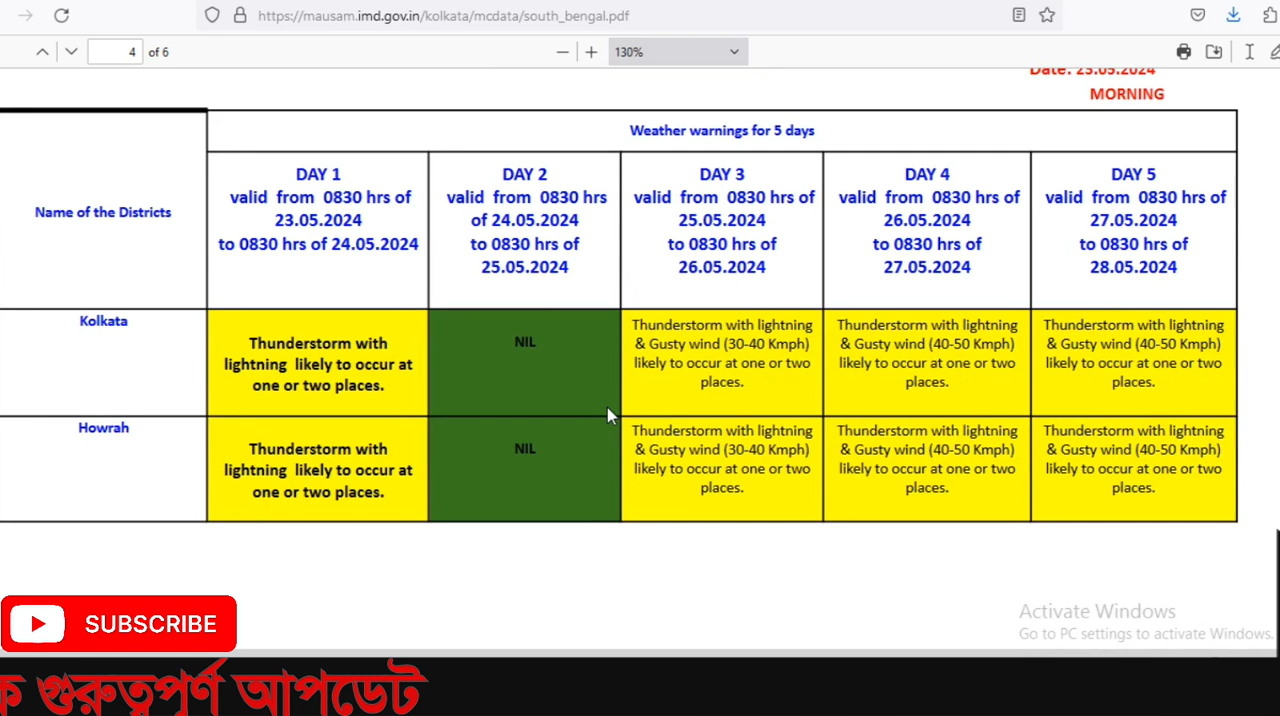 https://mausam.imd.gov.in/kolkata/mcdata/south_bengal.pdf
4 of 6
130%
Date: 23.05.2024
MORNING
Weather warnings for 5 days
Name of the Districts
DAY 1
valid from 0830 hrs of
23.05.2024
to 0830 hrs of 24.05.2024
DAY 2
valid from 0830 hrs
of 24.05.2024
to 0830 hrs of
25.05.2024
DAY 3
valid from 0830 hrs of
25.05.2024
to 0830 hrs of
26.05.2024
DAY 4
valid from 0830 hrs of
26.05.2024
to 0830 hrs of
27.05.2024
DAY 5
valid from 0830 hrs of
27.05.2024
to 0830 hrs of
28.05.2024
Kolkata
Thunderstorm with
lightning likely to occur at
one or two places.
NIL
Thunderstorm with lightning
& Gusty wind (30-40 Kmph)
likely to occur at one or two
places.
Thunderstorm with lightning
& Gusty wind (40-50 Kmph)
likely to occur at one or two
places.
Thunderstorm with lightning
& Gusty wind (40-50 Kmph)
likely to occur at one or two
places.
Howrah
Thunderstorm with
lightning likely to occur at
one or two places.
NIL
Thunderstorm with lightning
& Gusty wind (30-40 Kmph)
likely to occur at one or two
places.
Thunderstorm with lightning
& Gusty wind (40-50 Kmph)
likely to occur at one or two
places.
Thunderstorm with lightning
& Gusty wind (40-50 Kmph)
likely to occur at one or two
places.
Activate Windows
Go to PC settings to activate Windows.
SUBSCRIBE
ক গুরুত্বপূর্ণ আপডেট